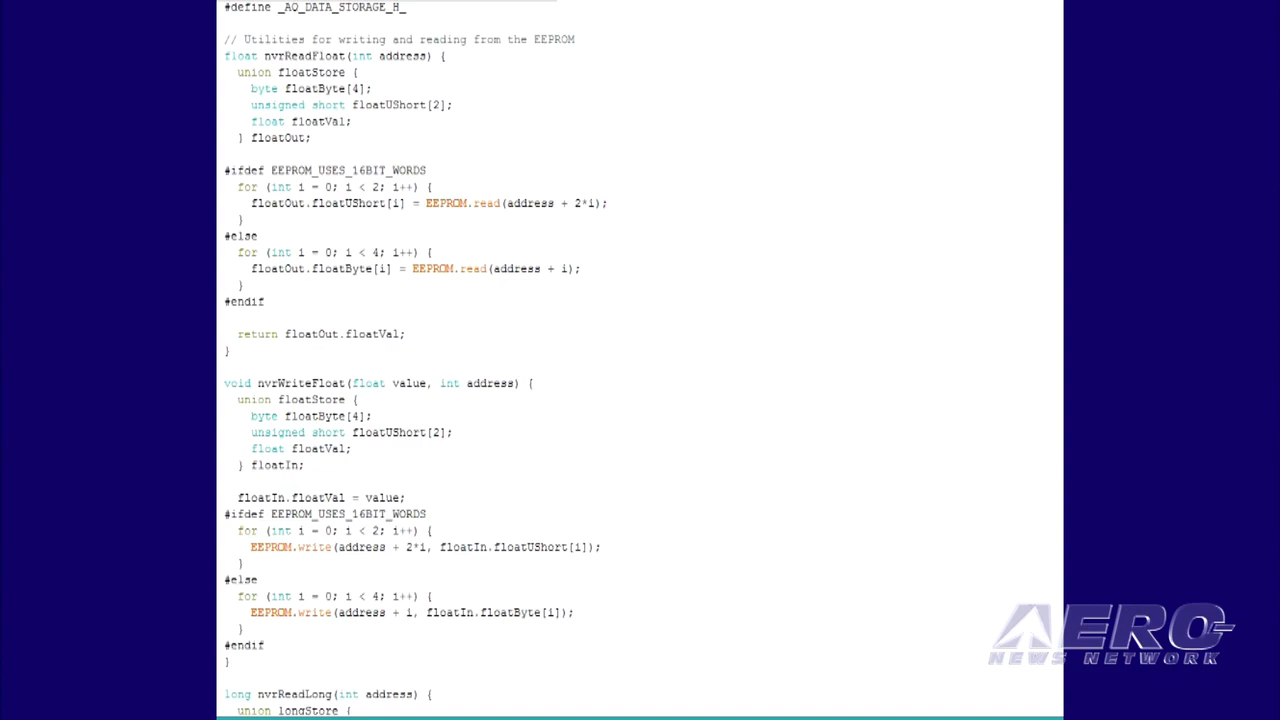 #define _AQ_DATA_STORAGE_H_
// Utilities for writing and reading from the EEPROM
float nvrReadFloat(int address) {
union floatStore {
byte floatByte[4];
unsigned short floatUShort[2];
float floatVal;
} floatOut;
#ifdef EEPROM_USES_16BIT_WORDS
for (int i = 0; i < 2; i++) {
floatOut.floatUShort[i] = EEPROM.read(address + 2*i);
}
#else
for (int i = 0; i < 4; i++) {
floatOut.floatByte[i] = EEPROM.read(address + i);
}
#endif
return floatOut.floatVal;
}
void nvrWriteFloat(float value, int address) {
union floatStore {
byte floatByte[4];
unsigned short floatUShort[2];
float floatVal;
} floatIn;
floatIn.floatVal = value;
#ifdef EEPROM_USES_16BIT_WORDS
for (int i = 0; i < 2; i++) {
EEPROM.write(address + 2*i, floatIn.floatUShort[i]);
}
#else
for (int i = 0; i < 4; i++) {
EEPROM.write(address + i, floatIn.floatByte[i]);
}
#endif
}
long nvrReadLong(int address) {
union longStore {
AERO
NEWS NETWORK